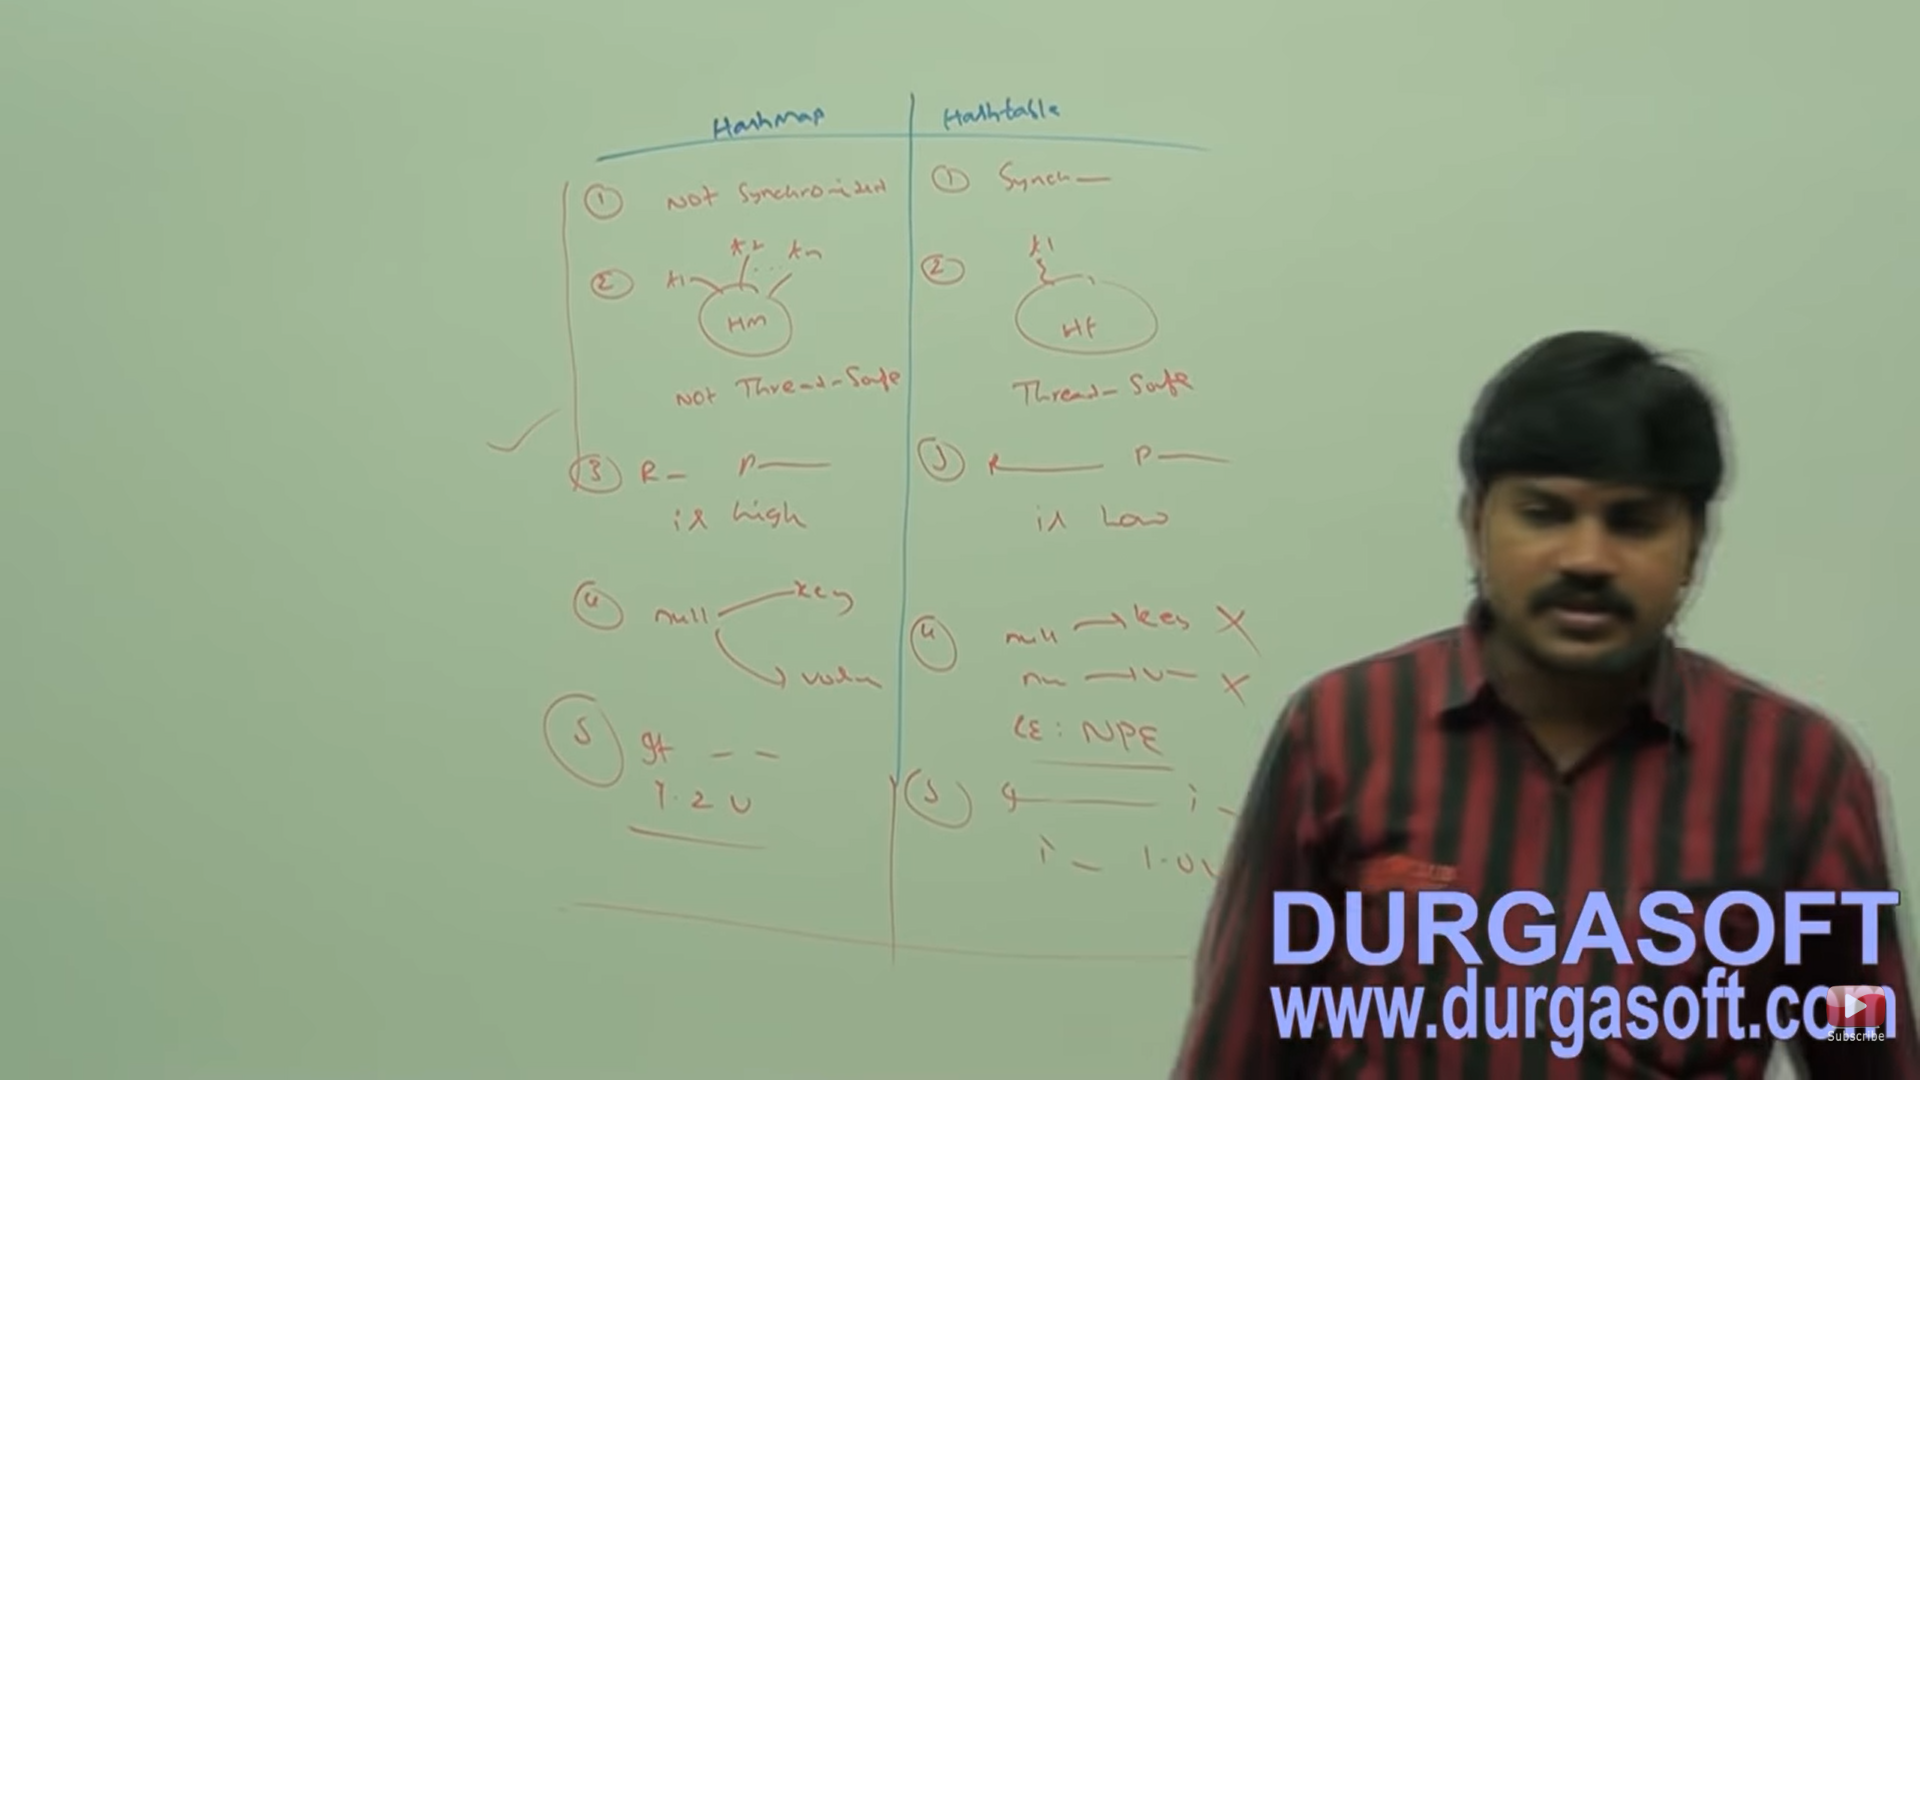 HashMap
① NOT Synchronized
② t1 t2 ... tn
HM
NOT Thread-Safe
③ R— P—
is high
④ null key
value
⑤ It — —
1.2 v
Hashtable
① Synch—
② t1
Ht
Thread-Safe
③ R— P—
is Low
④ null → key X
nu → v— X
RE: NPE
⑤ i —
i — 1.0v
DURGASOFT
www.durgasoft.com
Subscribe